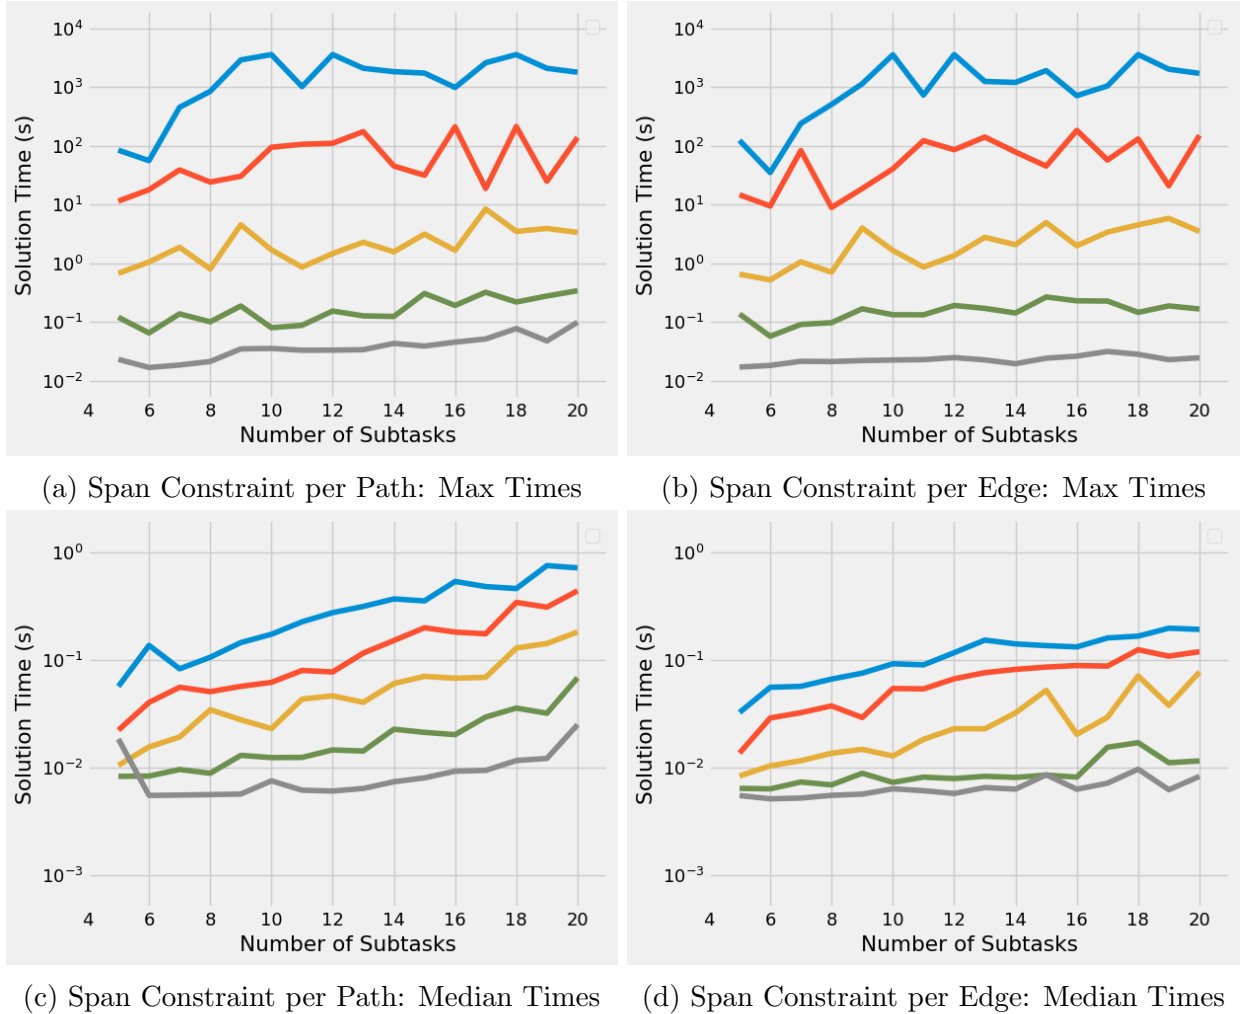 10^4
10^3
10^2
10^1
10^0
10^-1
10^-2
Solution Time (s)
4 6 8 10 12 14 16 18 20
Number of Subtasks
(a) Span Constraint per Path: Max Times
10^4
10^3
10^2
10^1
10^0
10^-1
10^-2
Solution Time (s)
4 6 8 10 12 14 16 18 20
Number of Subtasks
(b) Span Constraint per Edge: Max Times
10^0
10^-1
10^-2
10^-3
Solution Time (s)
4 6 8 10 12 14 16 18 20
Number of Subtasks
(c) Span Constraint per Path: Median Times
10^0
10^-1
10^-2
10^-3
Solution Time (s)
4 6 8 10 12 14 16 18 20
Number of Subtasks
(d) Span Constraint per Edge: Median Times